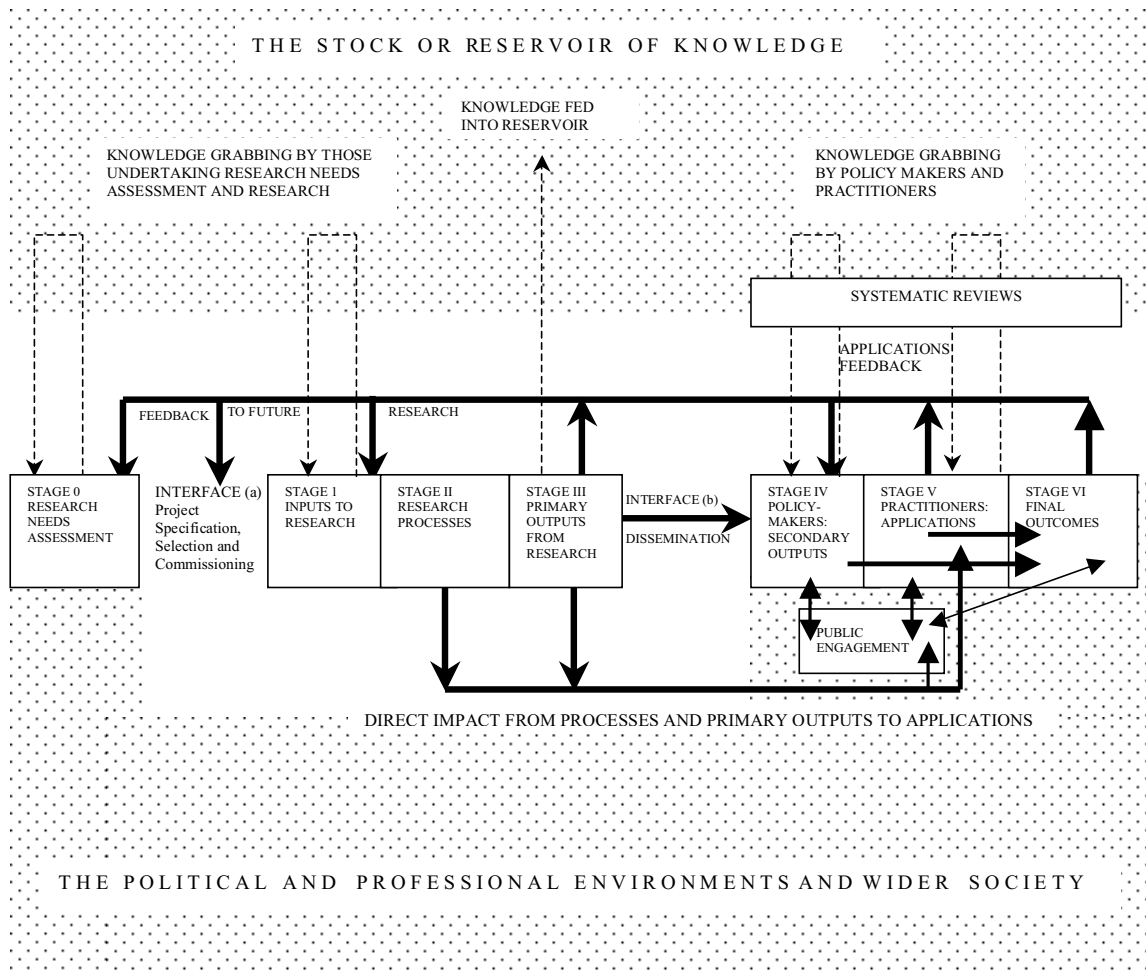 THE STOCK OR RESERVOIR OF KNOWLEDGE
KNOWLEDGE FED
INTO RESERVOIR
KNOWLEDGE GRABBING BY THOSE
UNDERTAKING RESEARCH NEEDS
ASSESSMENT AND RESEARCH
KNOWLEDGE GRABBING
BY POLICY MAKERS AND
PRACTITIONERS
SYSTEMATIC REVIEWS
APPLICATIONS
FEEDBACK
FEEDBACK
TO FUTURE
RESEARCH
STAGE 0
RESEARCH
NEEDS
ASSESSMENT
INTERFACE (a)
Project
Specification,
Selection and
Commissioning
STAGE 1
INPUTS TO
RESEARCH
STAGE II
RESEARCH
PROCESSES
STAGE III
PRIMARY
OUTPUTS
FROM
RESEARCH
INTERFACE (b)
DISSEMINATION
STAGE IV
POLICY-
MAKERS:
SECONDARY
OUTPUTS
STAGE V
PRACTITIONERS:
APPLICATIONS
STAGE VI
FINAL
OUTCOMES
PUBLIC
ENGAGEMENT
DIRECT IMPACT FROM PROCESSES AND PRIMARY OUTPUTS TO APPLICATIONS
THE POLITICAL AND PROFESSIONAL ENVIRONMENTS AND WIDER SOCIETY